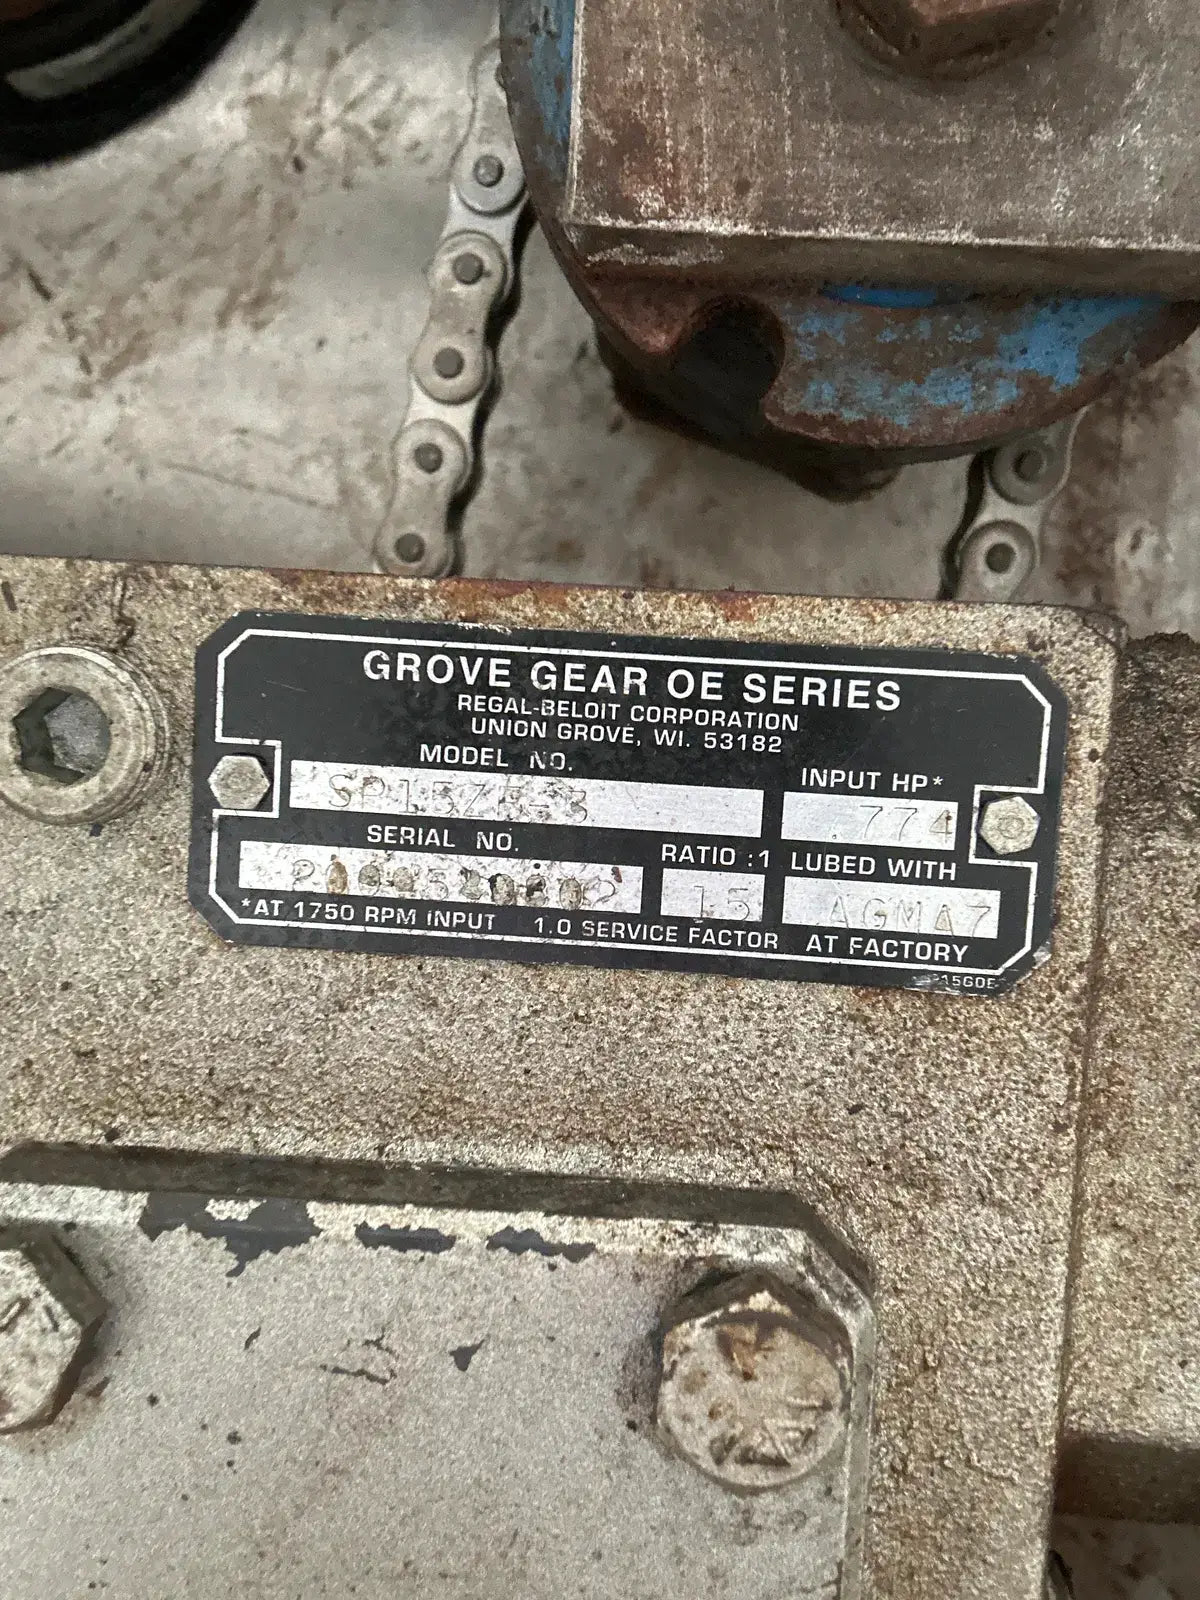 GROVE GEAR OE SERIES
REGAL-BELOIT CORPORATION
UNION GROVE, WI. 53182
MODEL NO.
INPUT HP*
.774
SERIAL NO.
RATIO :1
LUBED WITH
15
AGMA7
*AT 1750 RPM INPUT 1.0 SERVICE FACTOR AT FACTORY